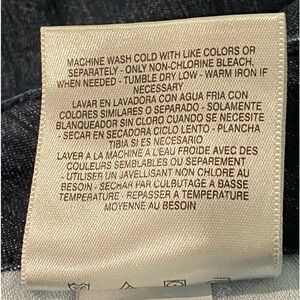 MACHINE WASH COLD WITH LIKE COLORS OR
SEPARATELY - ONLY NON-CHLORINE BLEACH,
WHEN NEEDED - TUMBLE DRY LOW - WARM IRON IF
NECESSARY
LAVAR EN LAVADORA CON AGUA FRIA CON
COLORES SIMILARES O SEPARADO - SOLAMENTE
BLANQUEADOR SIN CLORO CUANDO SE NECESITE
- SECAR EN SECADORA CICLO LENTO - PLANCHA
TIBIA SI ES NECESARIO
LAVER A LA MACHINE A L'EAU FROIDE AVEC DES
COULEURS SEMBLABLES OU SEPAREMENT
- UTILISER UN JAVELLISANT NON CHLORE AU
BESOIN - SECHAR PAR CULBUTAGE A BASSE
TEMPERATURE - REPASSER A TEMPERATURE
MOYENNE AU BESOIN